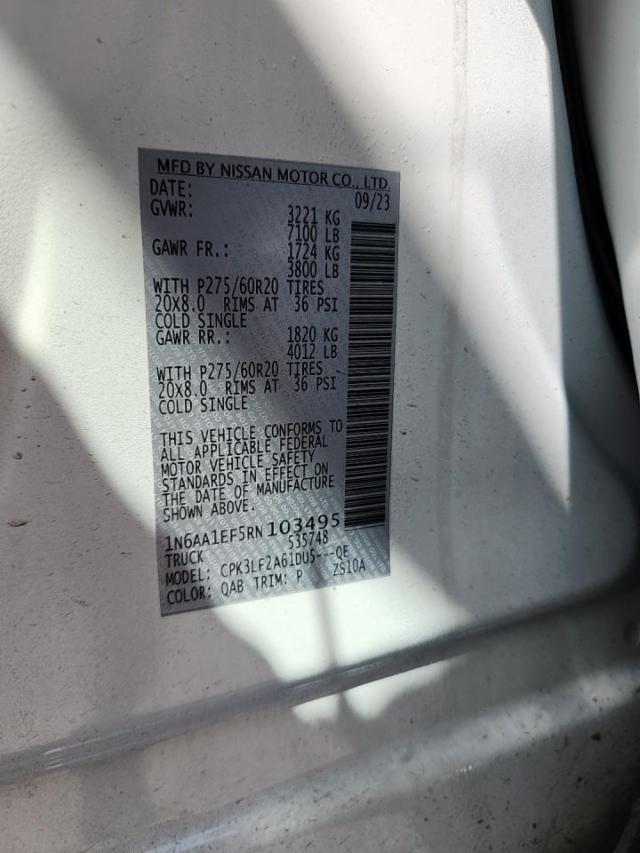 MFD BY NISSAN MOTOR CO., LTD.
DATE: 09/23
GVWR: 3221 KG
7100 LB
GAWR FR.: 1724 KG
3800 LB
WITH P275/60R20 TIRES
20X8.0 RIMS AT 36 PSI
COLD SINGLE
GAWR RR.: 1820 KG
4012 LB
WITH P275/60R20 TIRES
20X8.0 RIMS AT 36 PSI
COLD SINGLE
THIS VEHICLE CONFORMS TO
ALL APPLICABLE FEDERAL
MOTOR VEHICLE SAFETY
STANDARDS IN EFFECT ON
THE DATE OF MANUFACTURE
SHOWN ABOVE.
1N6AA1EF5RN103495
TRUCK 535748
MODEL: CPK3LF2A61DU5---QE
COLOR: QAB TRIM: P ZS10A